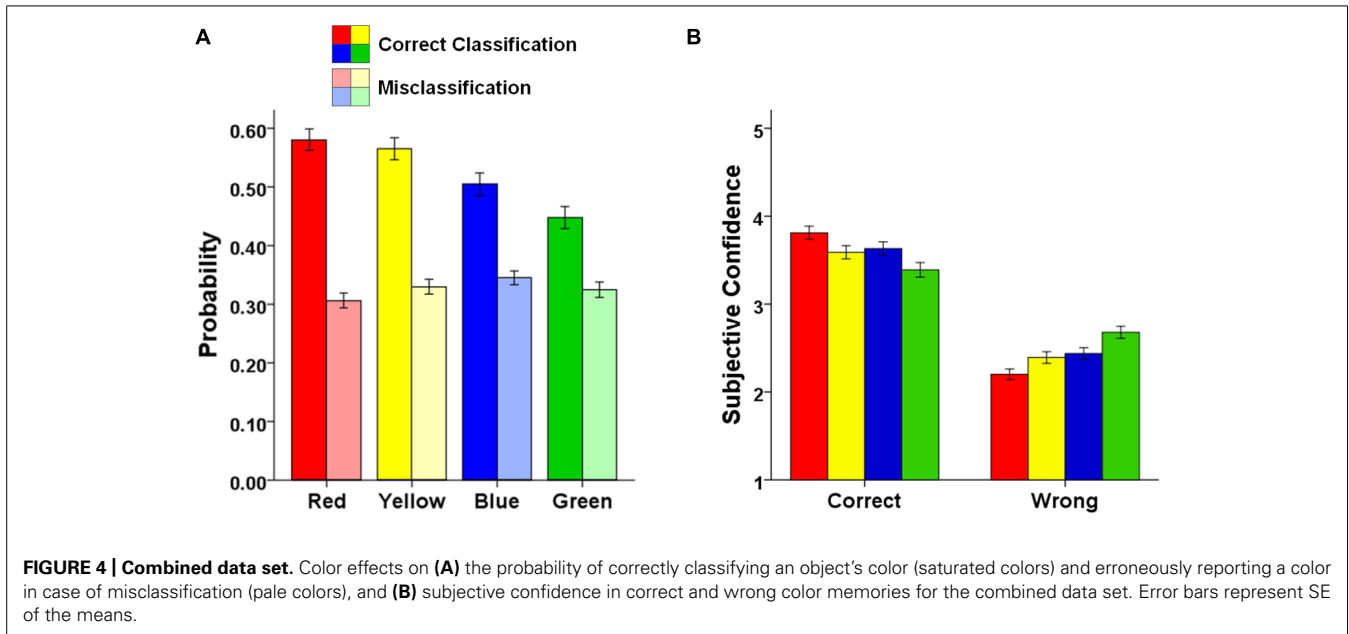 A
Correct Classification
Misclassification
Probability
0.60
0.50
0.40
0.30
0.20
0.10
0.00
Red Yellow Blue Green
B
Subjective Confidence
5
4
3
2
1
Correct Wrong
FIGURE 4 | Combined data set. Color effects on (A) the probability of correctly classifying an object's color (saturated colors) and erroneously reporting a color
in case of misclassification (pale colors), and (B) subjective confidence in correct and wrong color memories for the combined data set. Error bars represent SE
of the means.